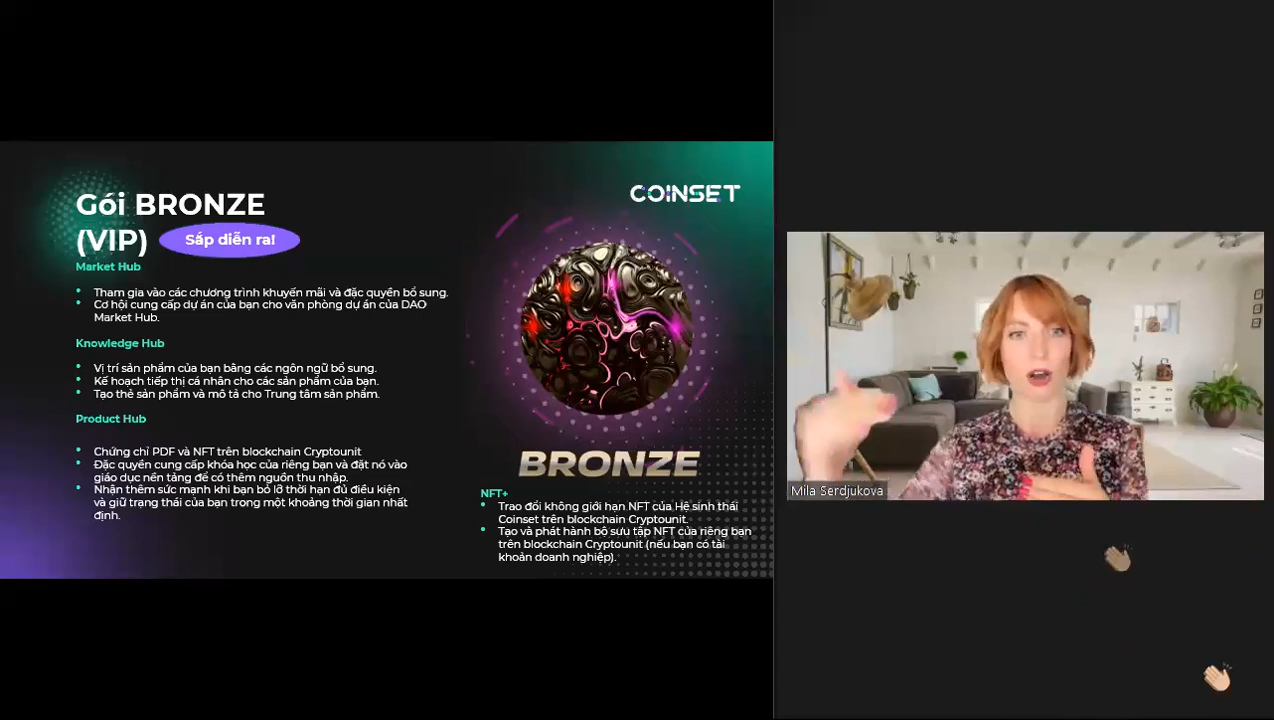 Gói BRONZE
(VIP) Sắp diễn ra!
Market Hub
• Tham gia vào các chương trình khuyến mãi và đặc quyền bổ sung.
• Cơ hội cung cấp dự án của bạn cho văn phòng dự án của DAO
Market Hub.
Knowledge Hub
• Vị trí sản phẩm của bạn bằng các ngôn ngữ bổ sung.
• Kế hoạch tiếp thị cá nhân cho các sản phẩm của bạn.
• Tạo thẻ sản phẩm và mô tả cho Trung tâm sản phẩm.
Product Hub
• Chứng chỉ PDF và NFT trên blockchain Cryptounit
• Đặc quyền cung cấp khóa học của riêng bạn và đặt nó vào
giáo dục nền tảng để có thêm nguồn thu nhập.
• Nhận thêm sức mạnh khi bạn bỏ lỡ thời hạn đủ điều kiện
và giữ trạng thái của bạn trong một khoảng thời gian nhất
định.
COINSET
BRONZE
NFT+
• Trao đổi không giới hạn NFT của Hệ sinh thái
Coinset trên blockchain Cryptounit.
• Tạo và phát hành bộ sưu tập NFT của riêng bạn
trên blockchain Cryptounit (nếu bạn có tài
khoản doanh nghiệp).
Mila Serdjukova